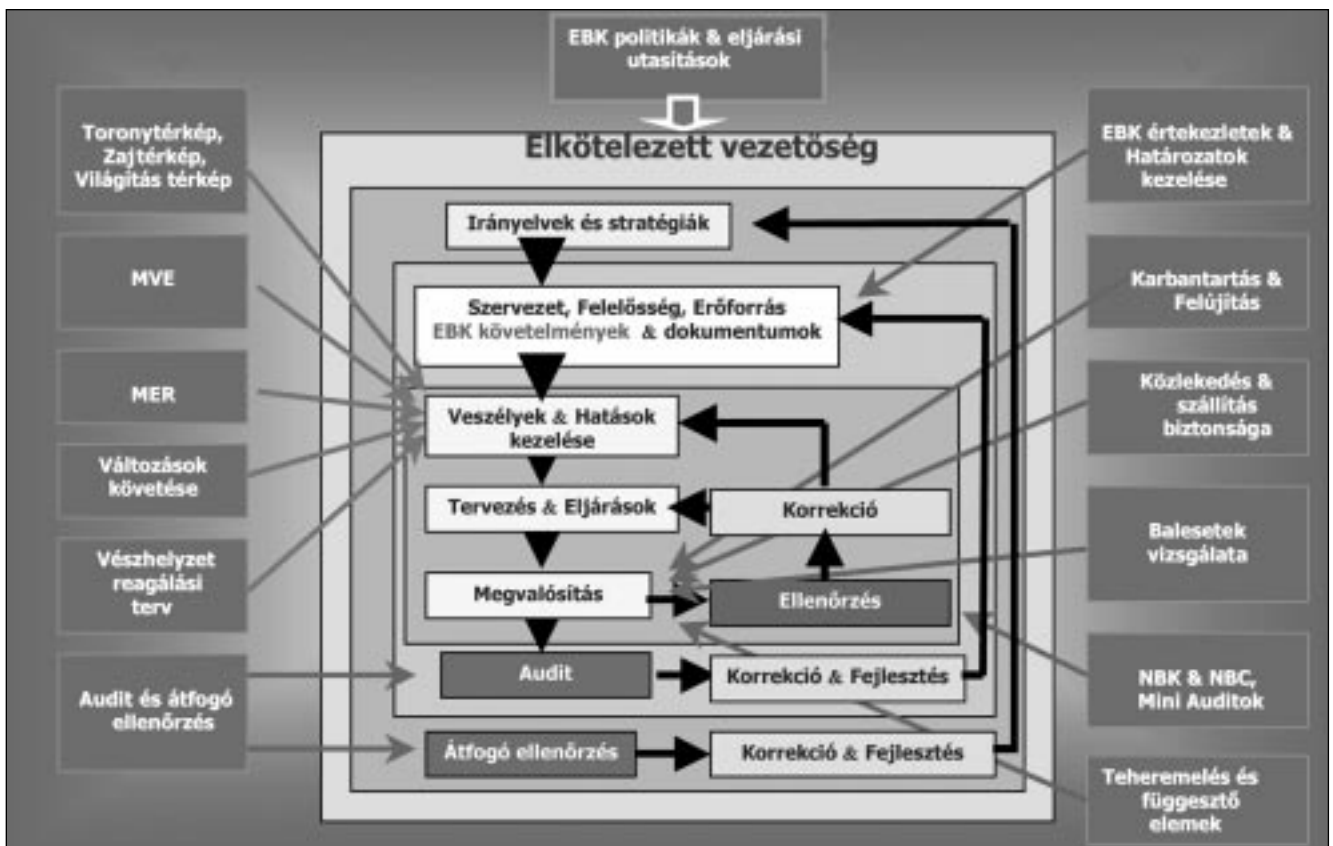 EBK politikák & eljárási
utasítások
Toronytérkép,
Zajtérkép,
Világítás térkép
MVE
MER
Változások
követése
Vészhelyzet
reagálási
terv
Audit és átfogó
ellenőrzés
Elkötelezett vezetőség
Irányelvek és stratégiák
Szervezet, Felelősség, Erőforrás
EBK követelmények & dokumentumok
Veszélyek & Hatások
kezelése
Tervezés & Eljárások
Korrekció
Megvalósítás
Ellenőrzés
Audit
Korrekció & Fejlesztés
Átfogó ellenőrzés
Korrekció & Fejlesztés
EBK értekezletek &
Határozatok
kezelése
Karbantartás &
Felújítás
Közlekedés &
szállítás
biztonsága
Balesetek
vizsgálata
NBK & NBC,
Mini Auditok
Teheremelés és
függesztő
elemek